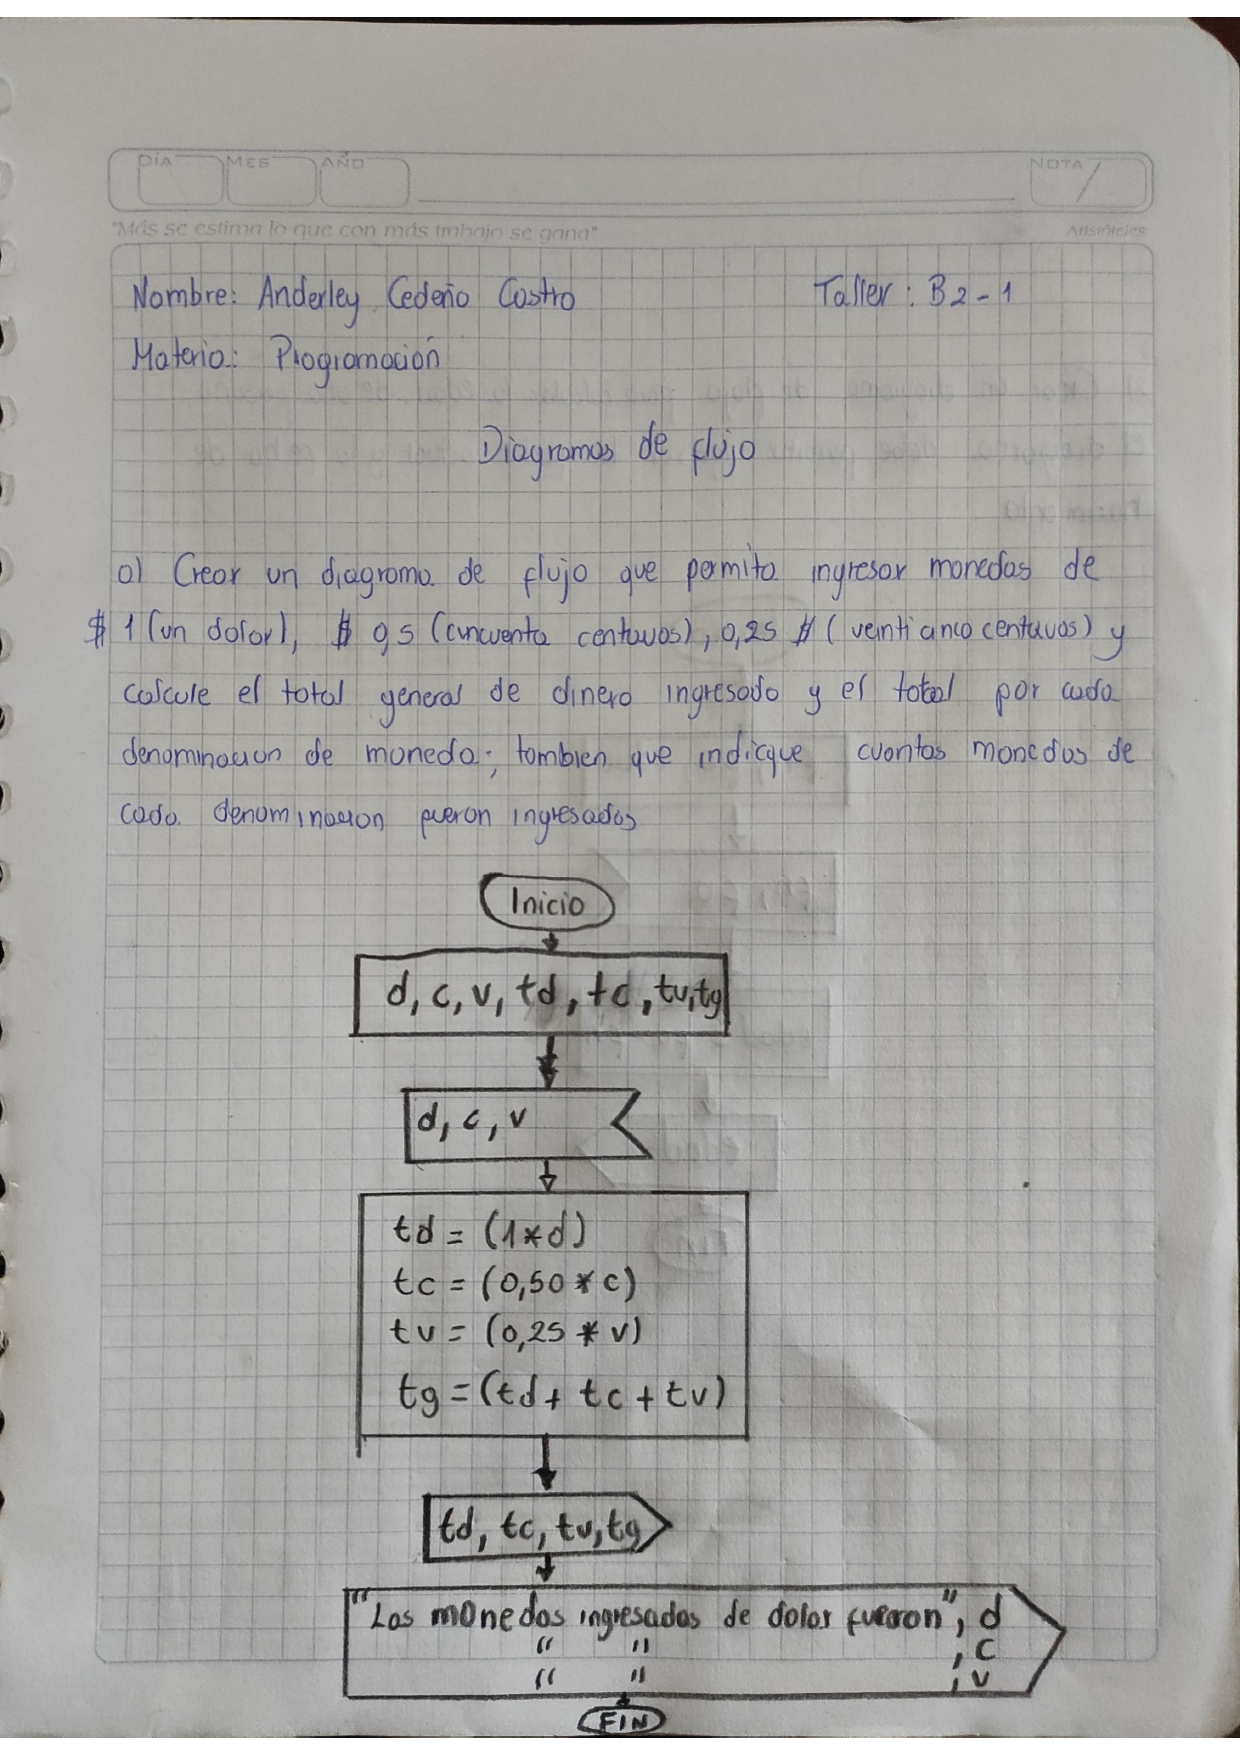 DÍA MES AÑO NOTA
"Más se estima lo que con más trabajo se gana" Aristóteles
Nombre: Anderley Cedeño Castro Taller: B2-1
Materia: Programación
Diagramas de flujo
a) Crear un diagrama de flujo que permita ingresar monedas de
$ 1 (un dolar), $ 0,5 (cincuenta centavos), 0,25 $ (veinticinco centavos) y
calcule el total general de dinero ingresado y el total por cada
denominacion de moneda; tambien que indicque cuantas monedas de
cada denominacion fueron ingresadas
Inicio
d, c, v, td, tc, tv, tg
d, c, v
td = (1*d)
tc = (0,50 * c)
tv = (0,25 * v)
tg = (td + tc + tv)
td, tc, tv, tg
"Las monedas ingresadas de dolar fueron", d
" " , c
" " , v
FIN